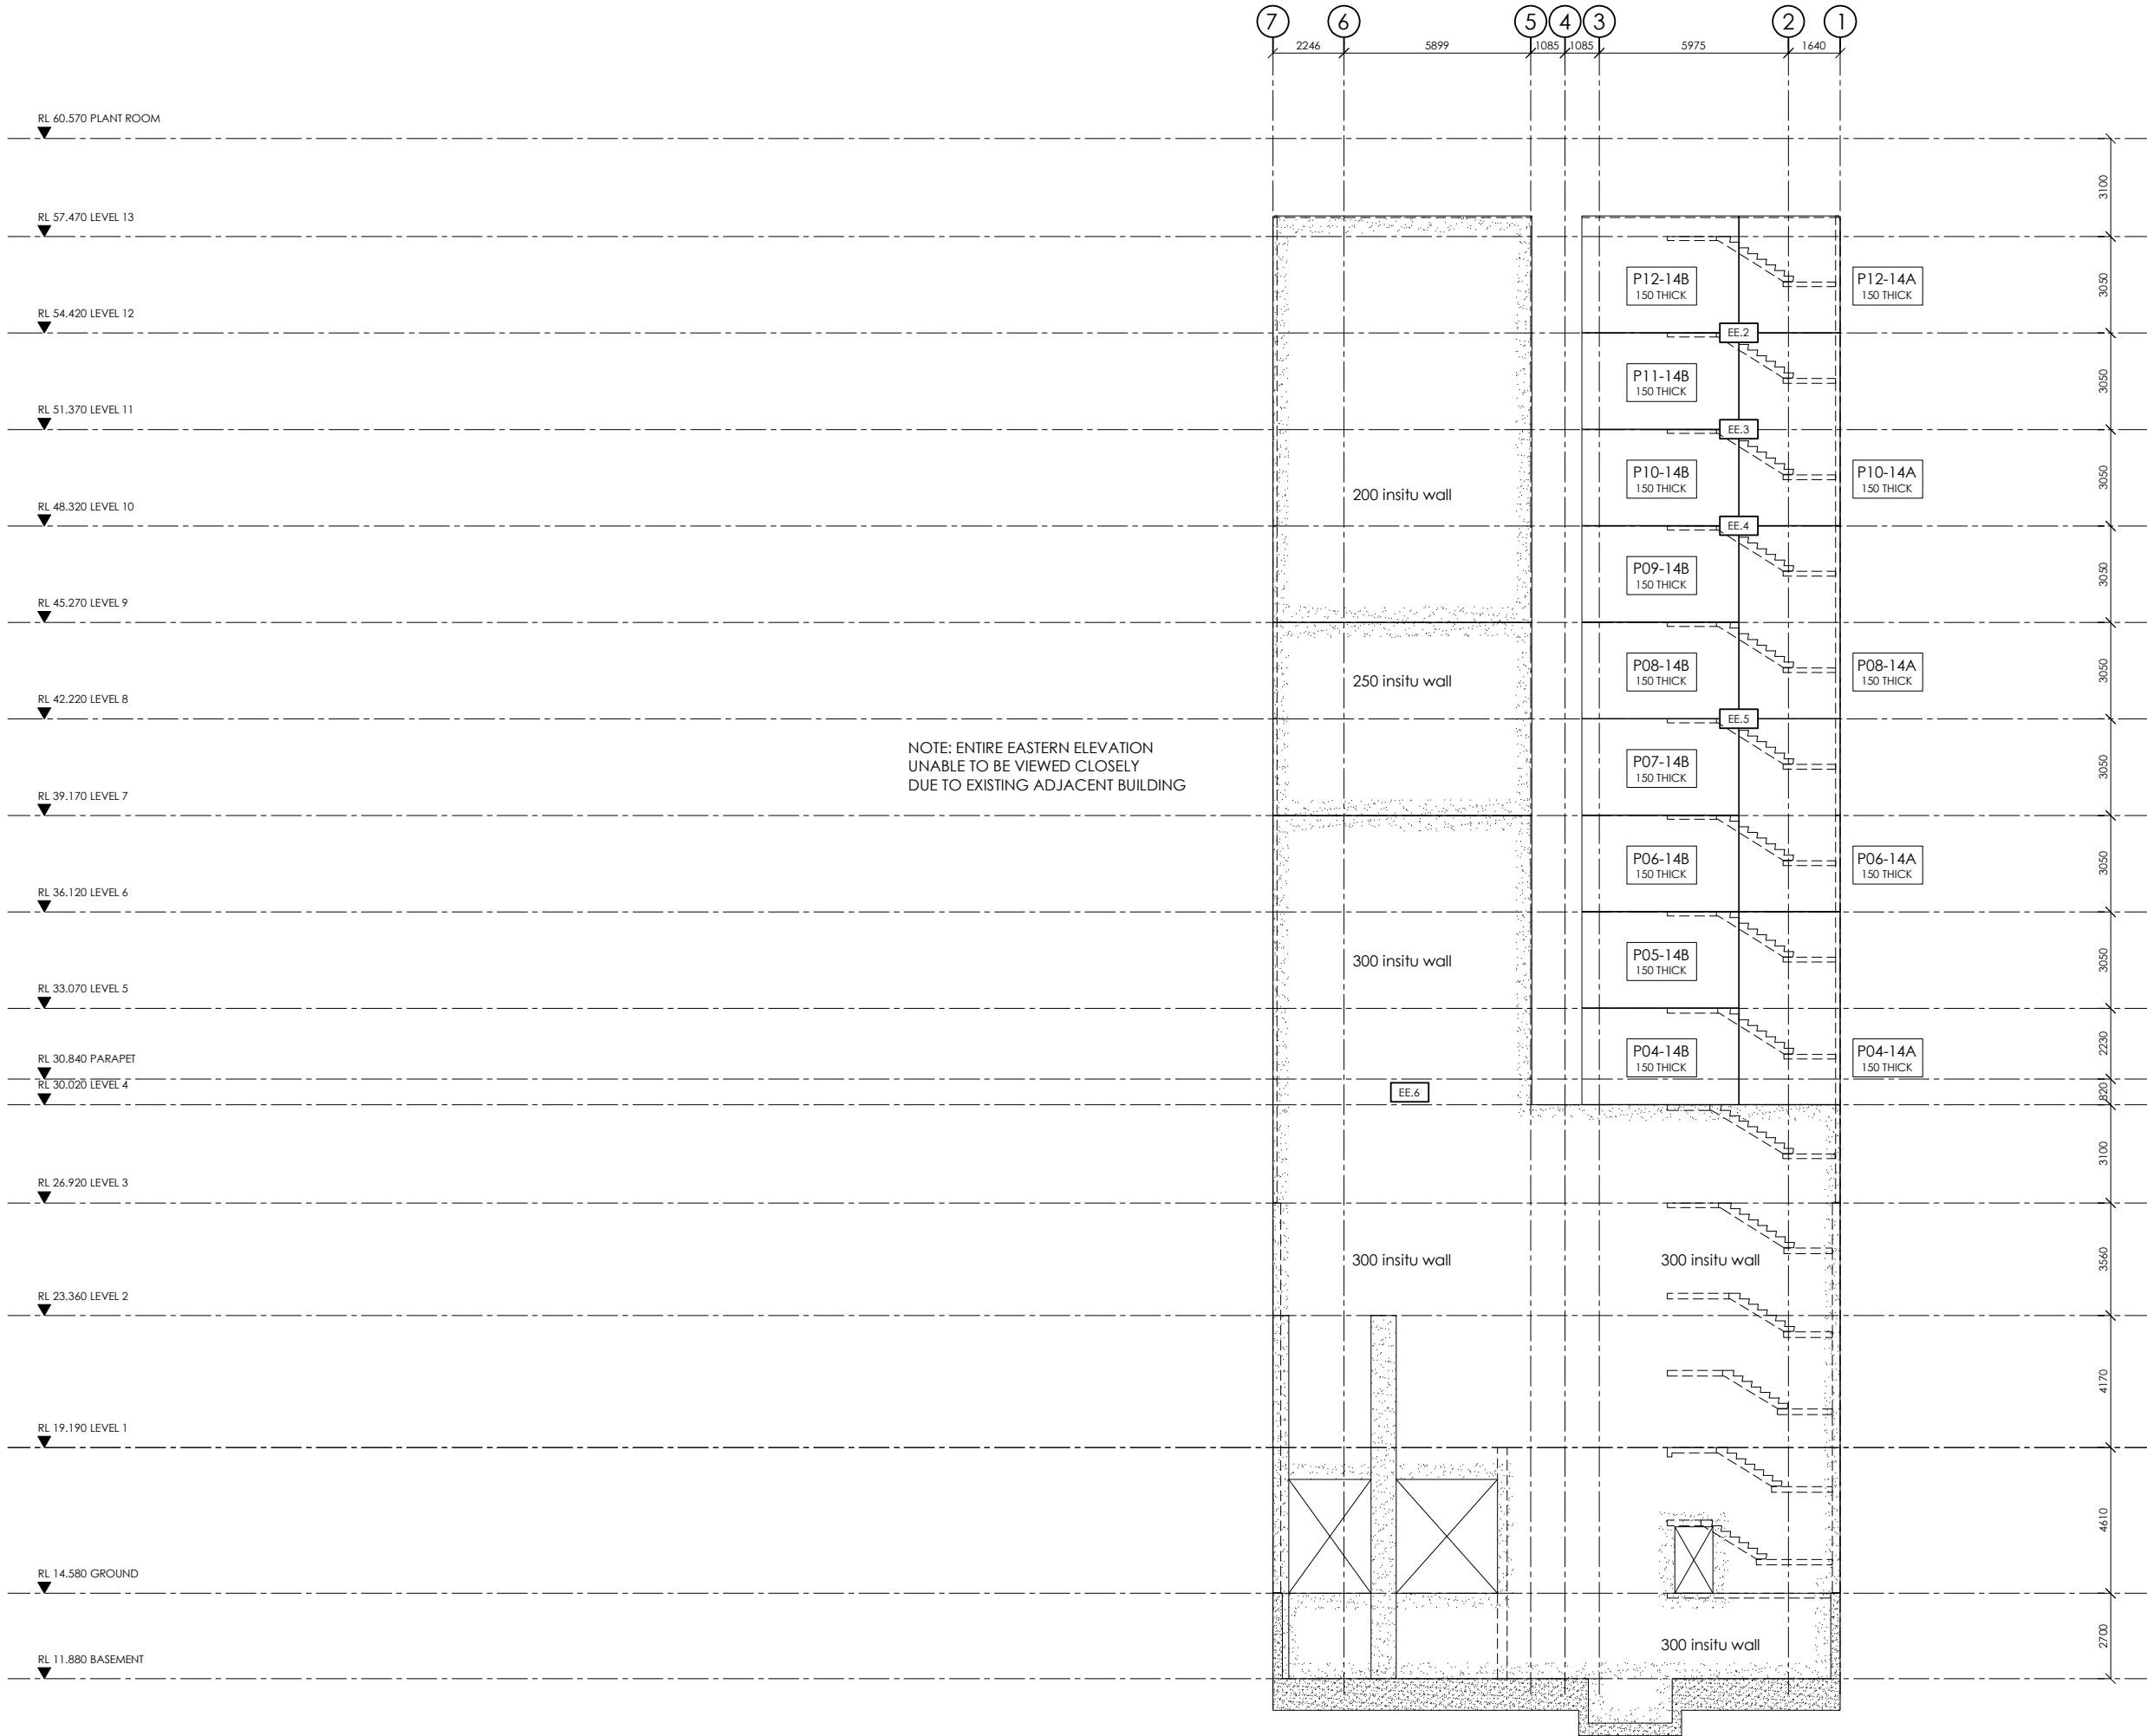 7 6 5 4 3 2 1
2246 5899 1085 1085 5975 1640
RL 60.570 PLANT ROOM
3100
RL 57.470 LEVEL 13
P12-14B P12-14A
150 THICK 150 THICK
3050
RL 54.420 LEVEL 12
EE.2
P11-14B
150 THICK
3050
RL 51.370 LEVEL 11
EE.3
P10-14B P10-14A
150 THICK 150 THICK
3050
200 insitu wall
RL 48.320 LEVEL 10
EE.4
P09-14B
150 THICK
3050
RL 45.270 LEVEL 9
P08-14B P08-14A
150 THICK 150 THICK
3050
250 insitu wall
RL 42.220 LEVEL 8
EE.5
NOTE: ENTIRE EASTERN ELEVATION
UNABLE TO BE VIEWED CLOSELY
DUE TO EXISTING ADJACENT BUILDING
P07-14B
150 THICK
3050
RL 39.170 LEVEL 7
P06-14B P06-14A
150 THICK 150 THICK
3050
RL 36.120 LEVEL 6
P05-14B
150 THICK
3050
300 insitu wall
RL 33.070 LEVEL 5
P04-14B P04-14A
150 THICK 150 THICK
2230
RL 30.840 PARAPET
RL 30.020 LEVEL 4
EE.6
820
3100
RL 26.920 LEVEL 3
300 insitu wall 300 insitu wall
3560
RL 23.360 LEVEL 2
4170
RL 19.190 LEVEL 1
4610
RL 14.580 GROUND
300 insitu wall
2700
RL 11.880 BASEMENT